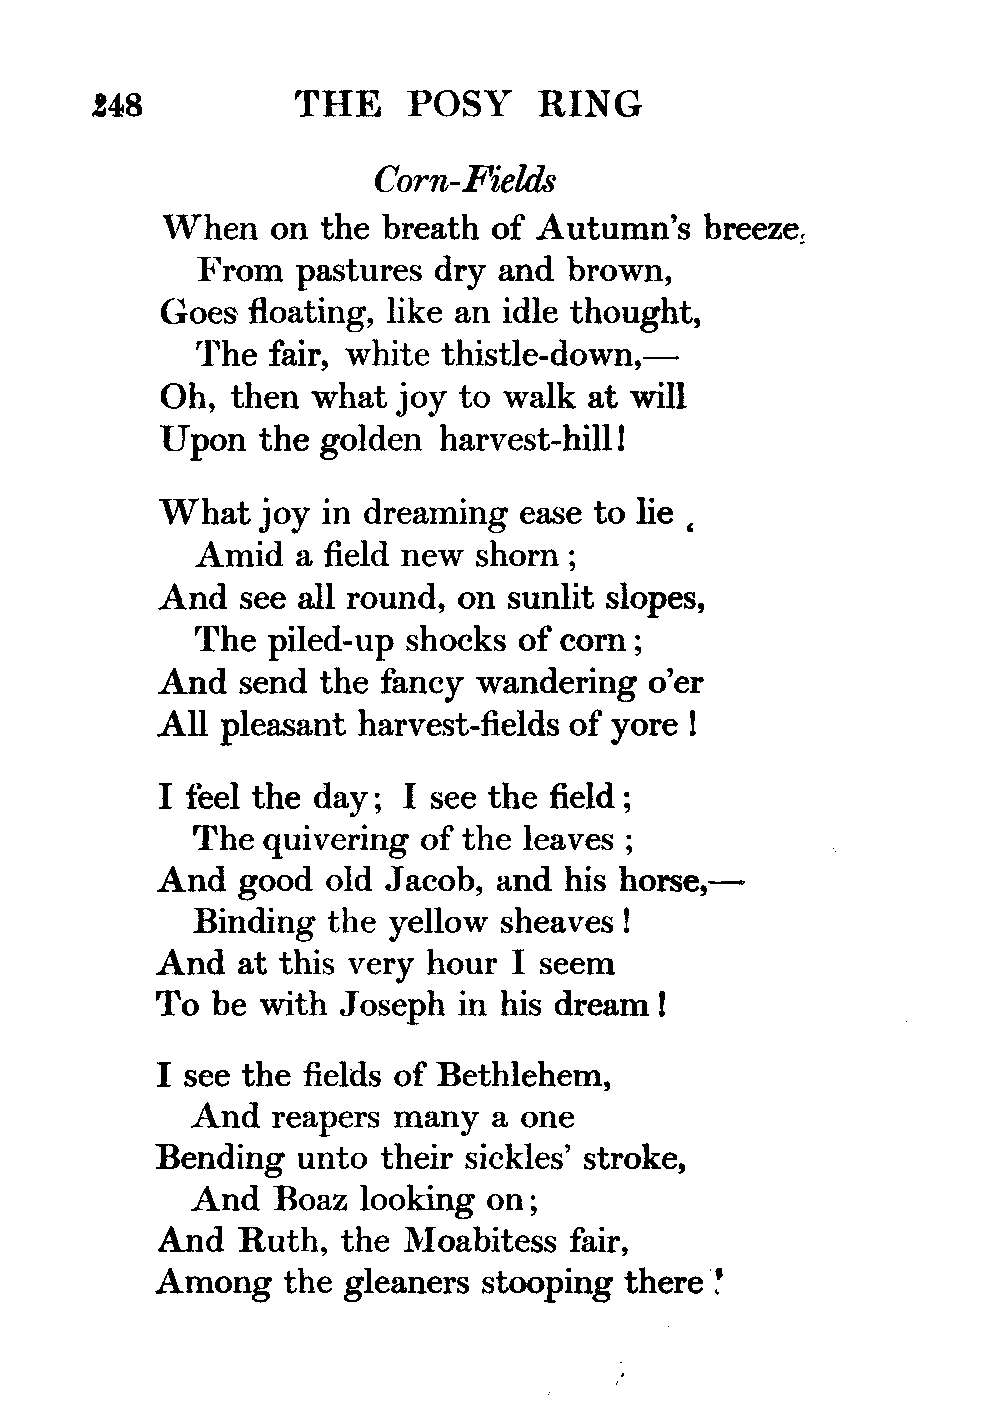 248 THE POSY RING
Corn-Fields
When on the breath of Autumn's breeze,
From pastures dry and brown,
Goes floating, like an idle thought,
The fair, white thistle-down,—
Oh, then what joy to walk at will
Upon the golden harvest-hill!
What joy in dreaming ease to lie
Amid a field new shorn;
And see all round, on sunlit slopes,
The piled-up shocks of corn;
And send the fancy wandering o'er
All pleasant harvest-fields of yore!
I feel the day; I see the field;
The quivering of the leaves;
And good old Jacob, and his horse,—
Binding the yellow sheaves!
And at this very hour I seem
To be with Joseph in his dream!
I see the fields of Bethlehem,
And reapers many a one
Bending unto their sickles' stroke,
And Boaz looking on;
And Ruth, the Moabitess fair,
Among the gleaners stooping there!